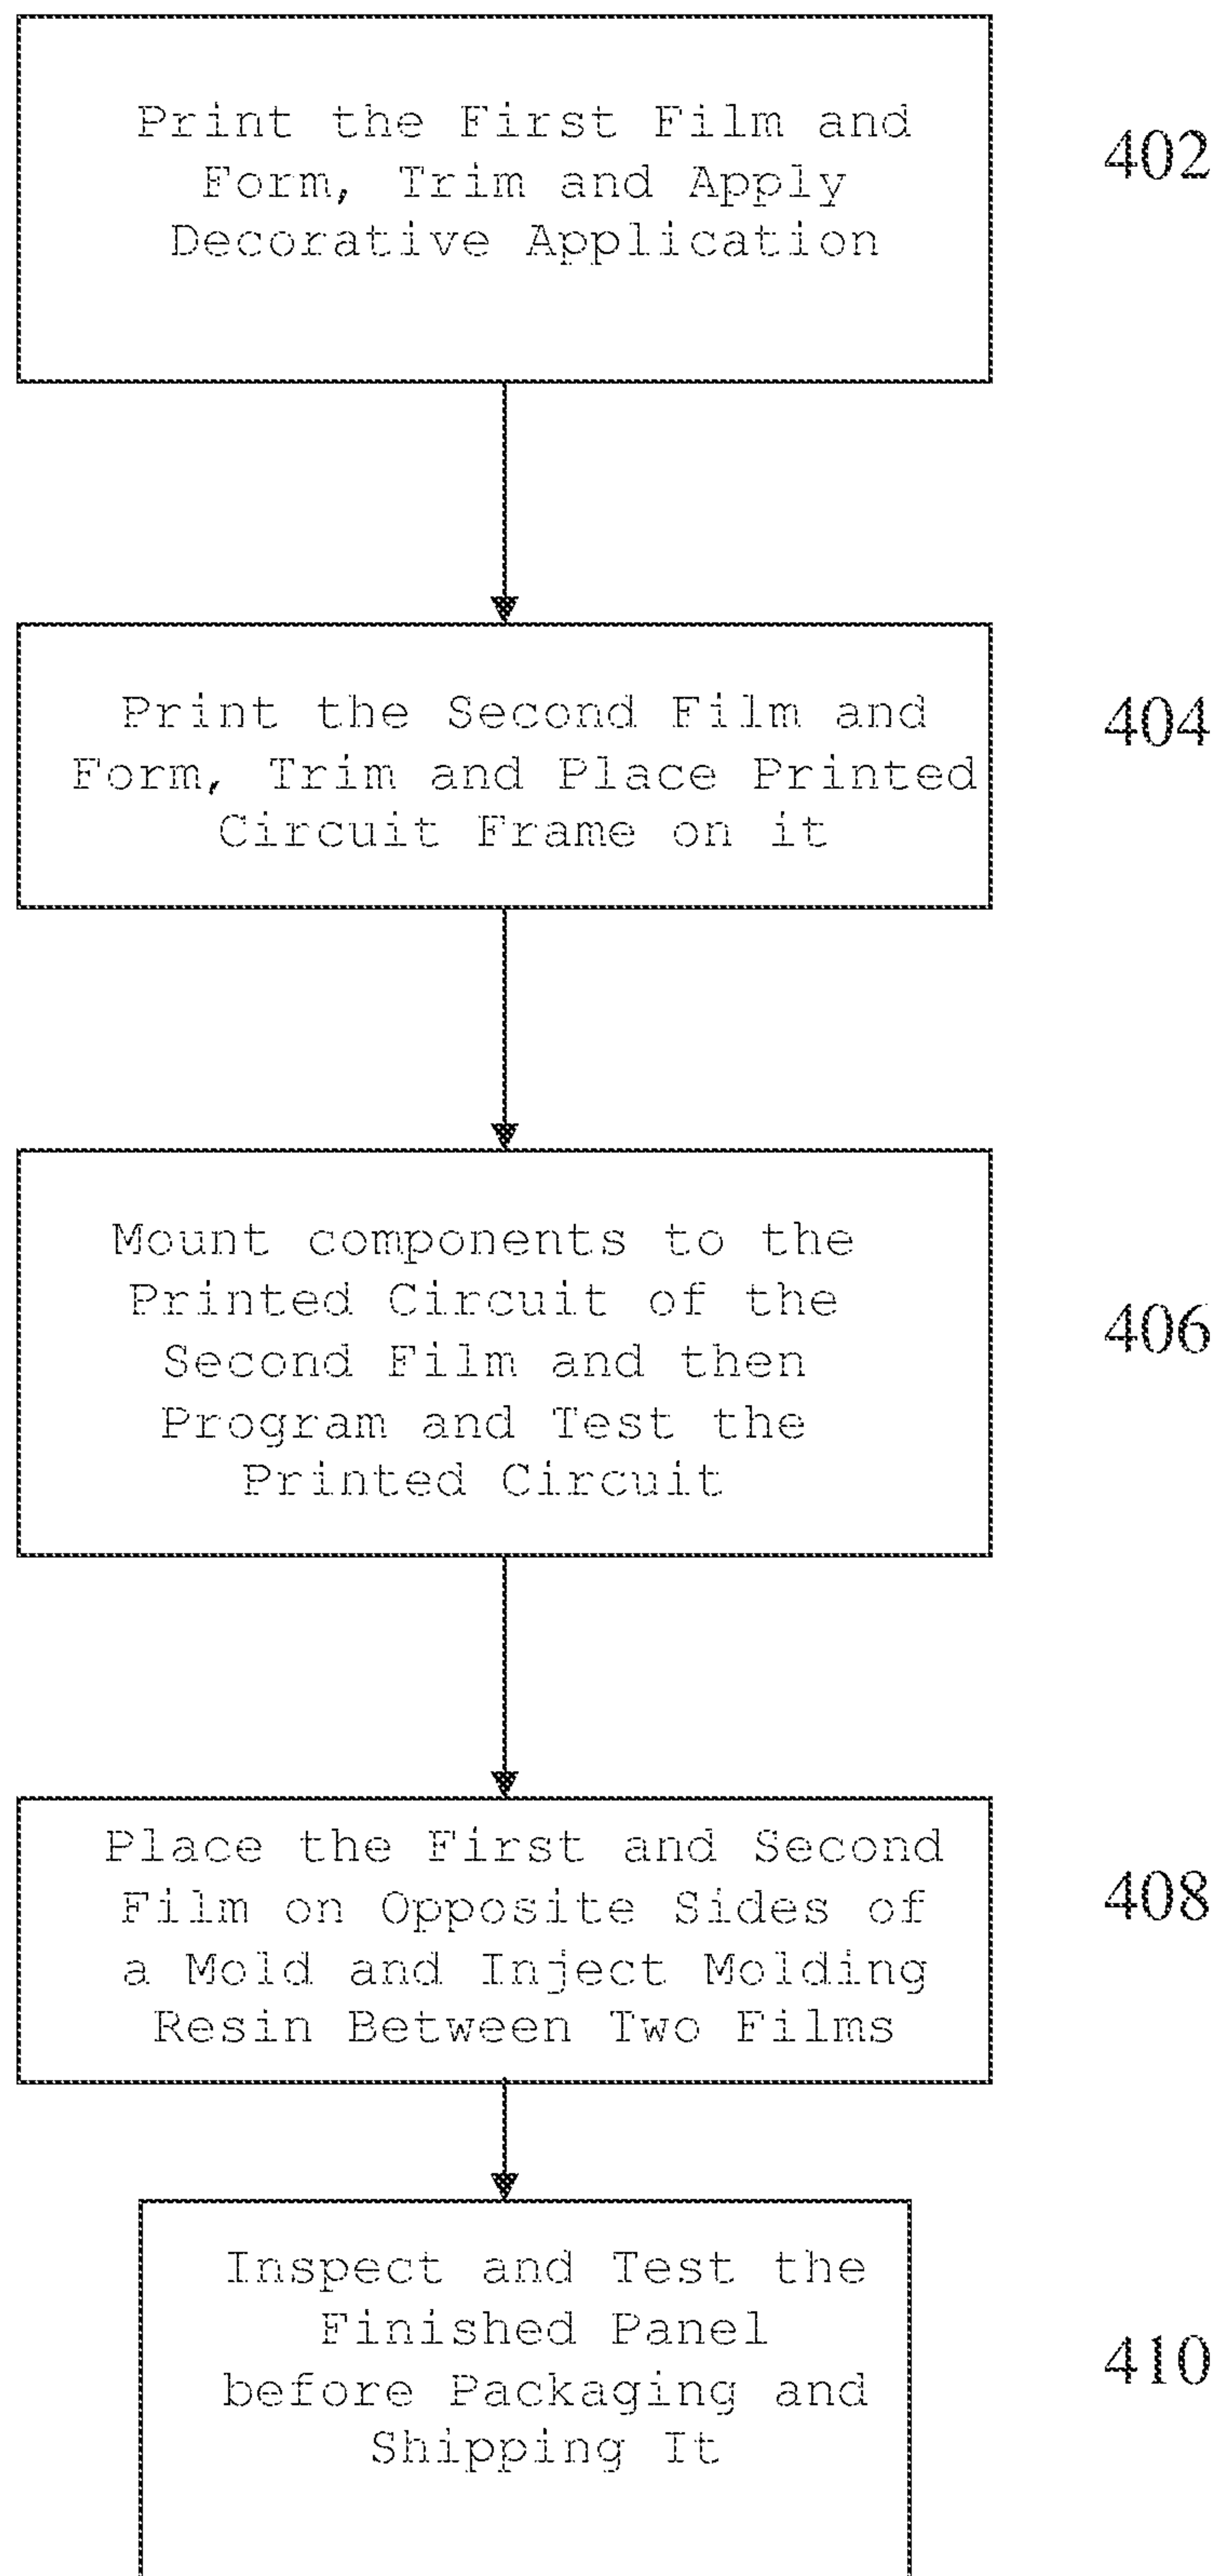 Print the First Film and
Form, Trim and Apply
Decorative Application
402
Print the Second Film and
Form, Trim and Place Printed
Circuit Frame on it
404
Mount components to the
Printed Circuit of the
Second Film and then
Program and Test the
Printed Circuit
406
Place the First and Second
Film on Opposite Sides of
a Mold and Inject Molding
Resin Between Two Films
408
Inspect and Test the
Finished Panel
before Packaging and
Shipping It
410